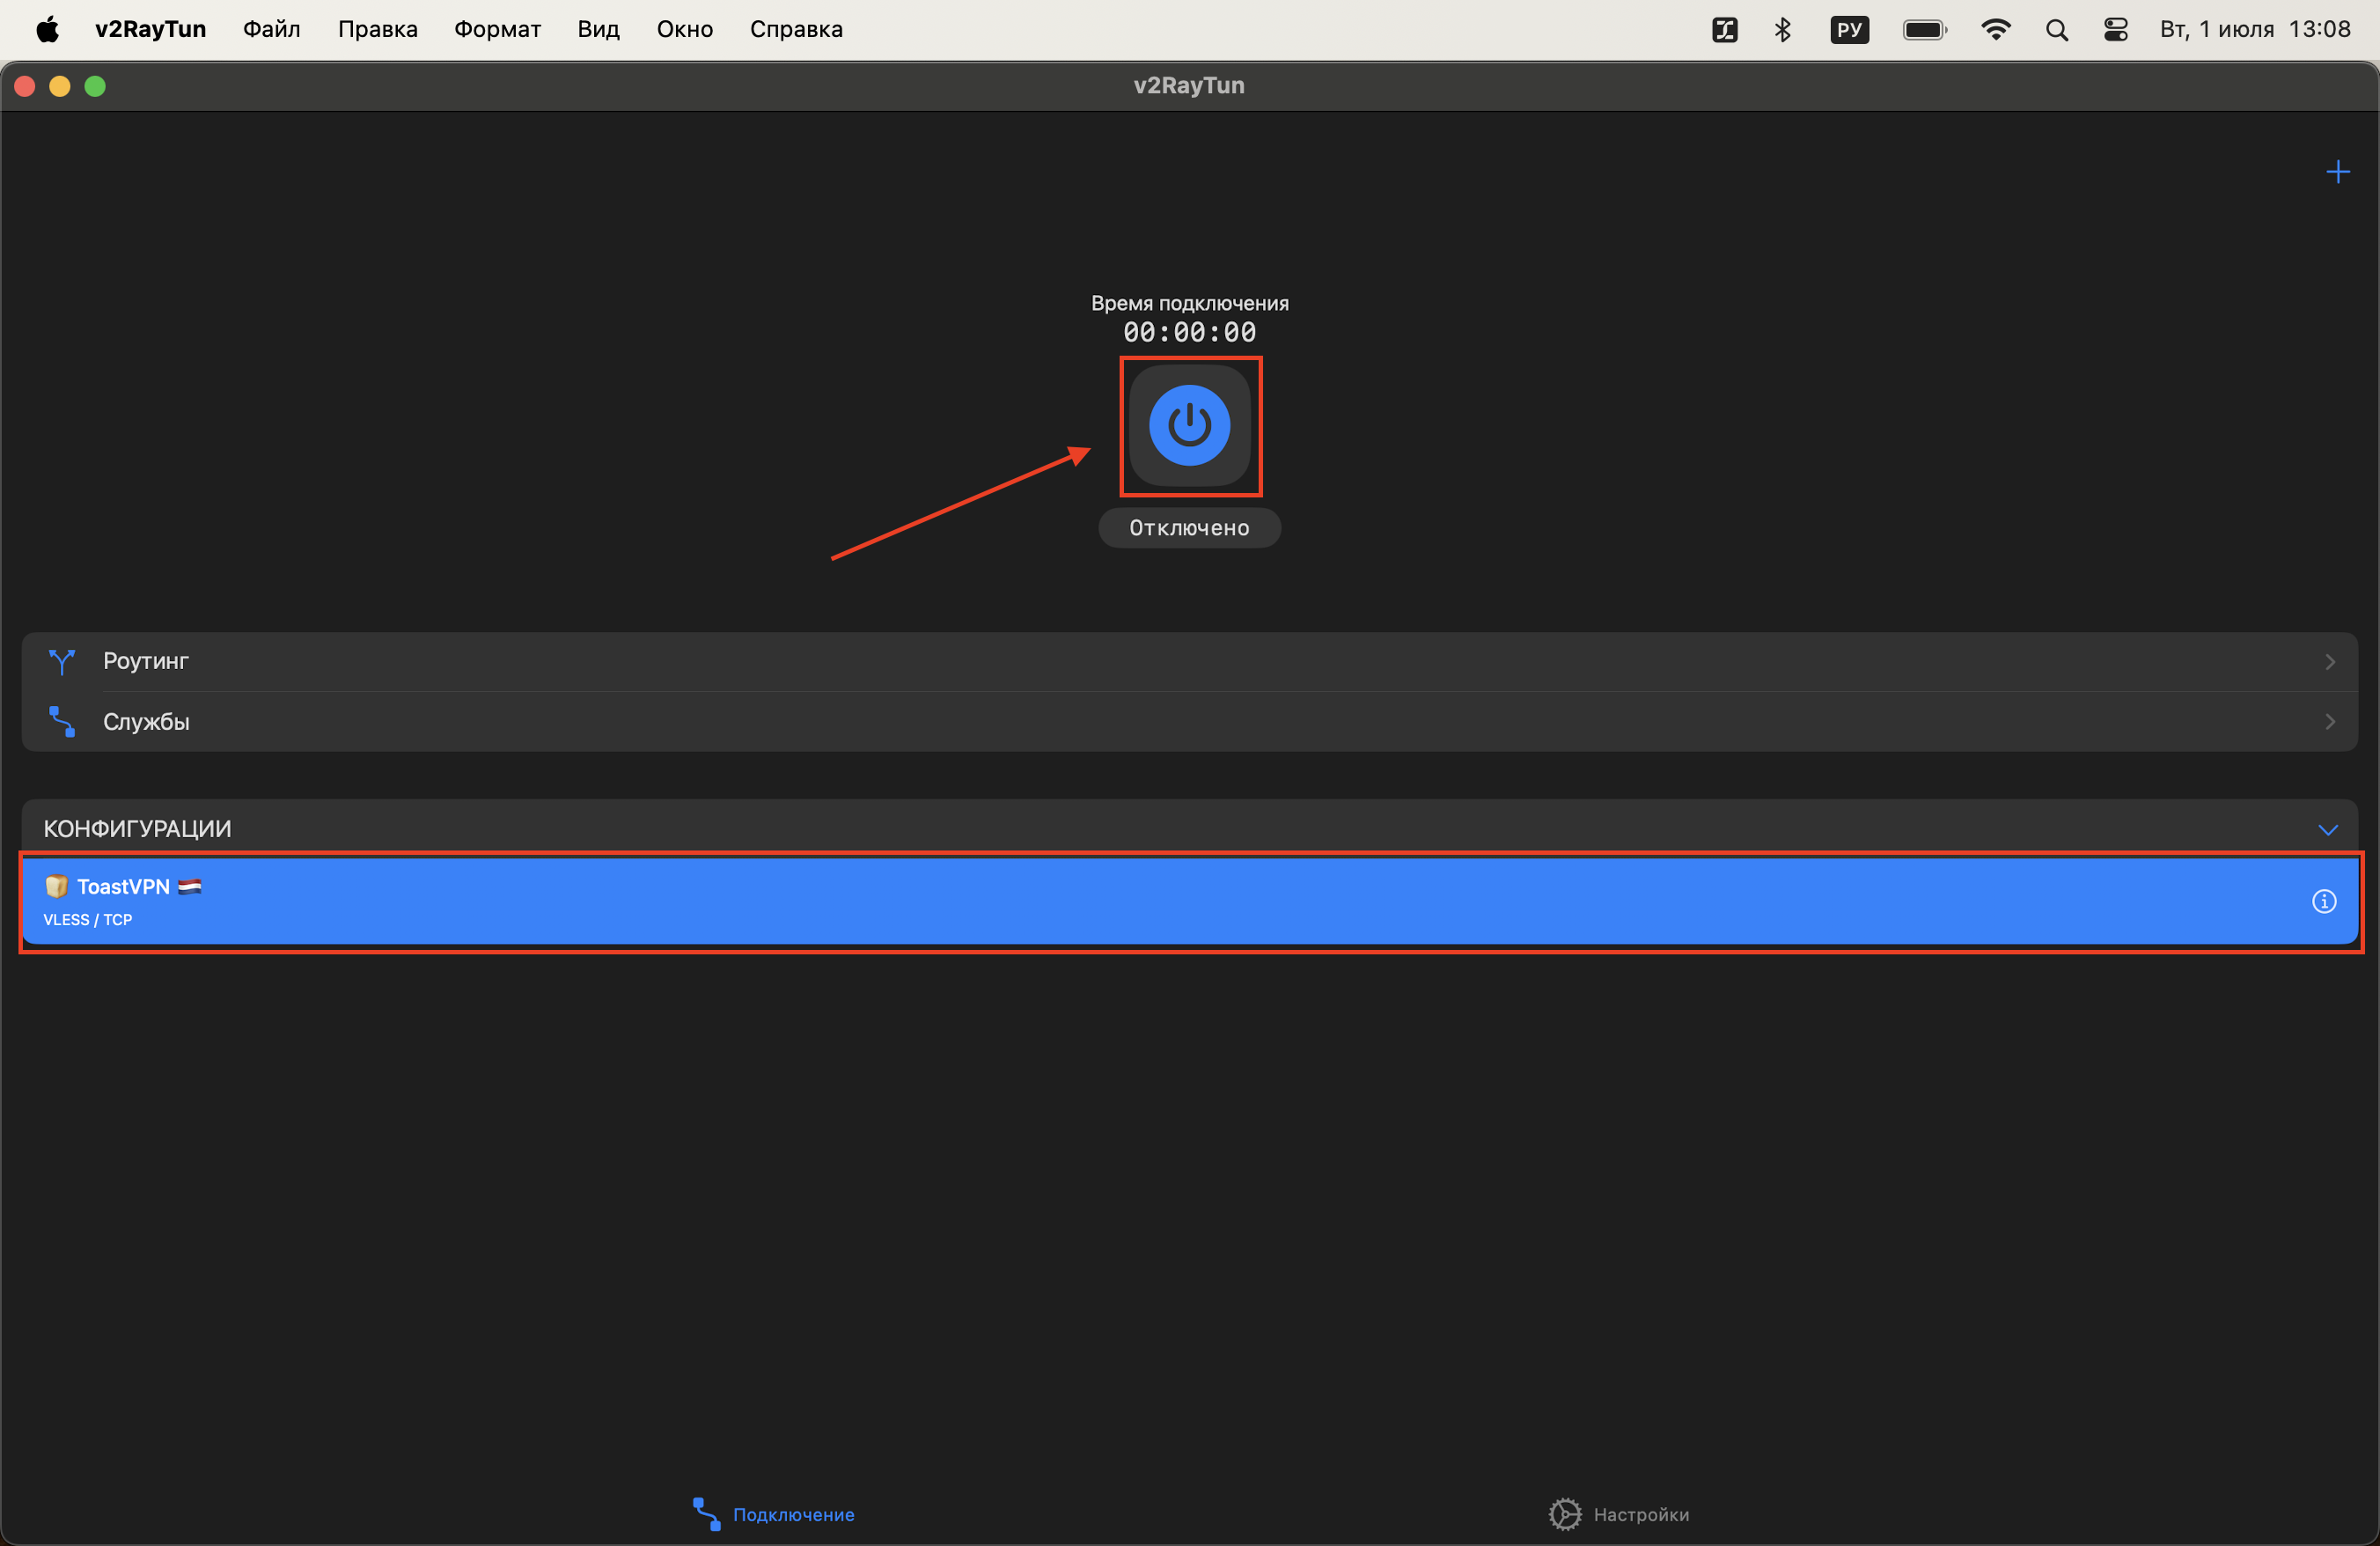 v2RayTun Файл Правка Формат Вид Окно Справка РУ Вт, 1 июля 13:08
v2RayTun
Время подключения
00:00:00
Отключено
Роутинг
Службы
КОНФИГУРАЦИИ
ToastVPN
VLESS / TCP
Подключение Настройки